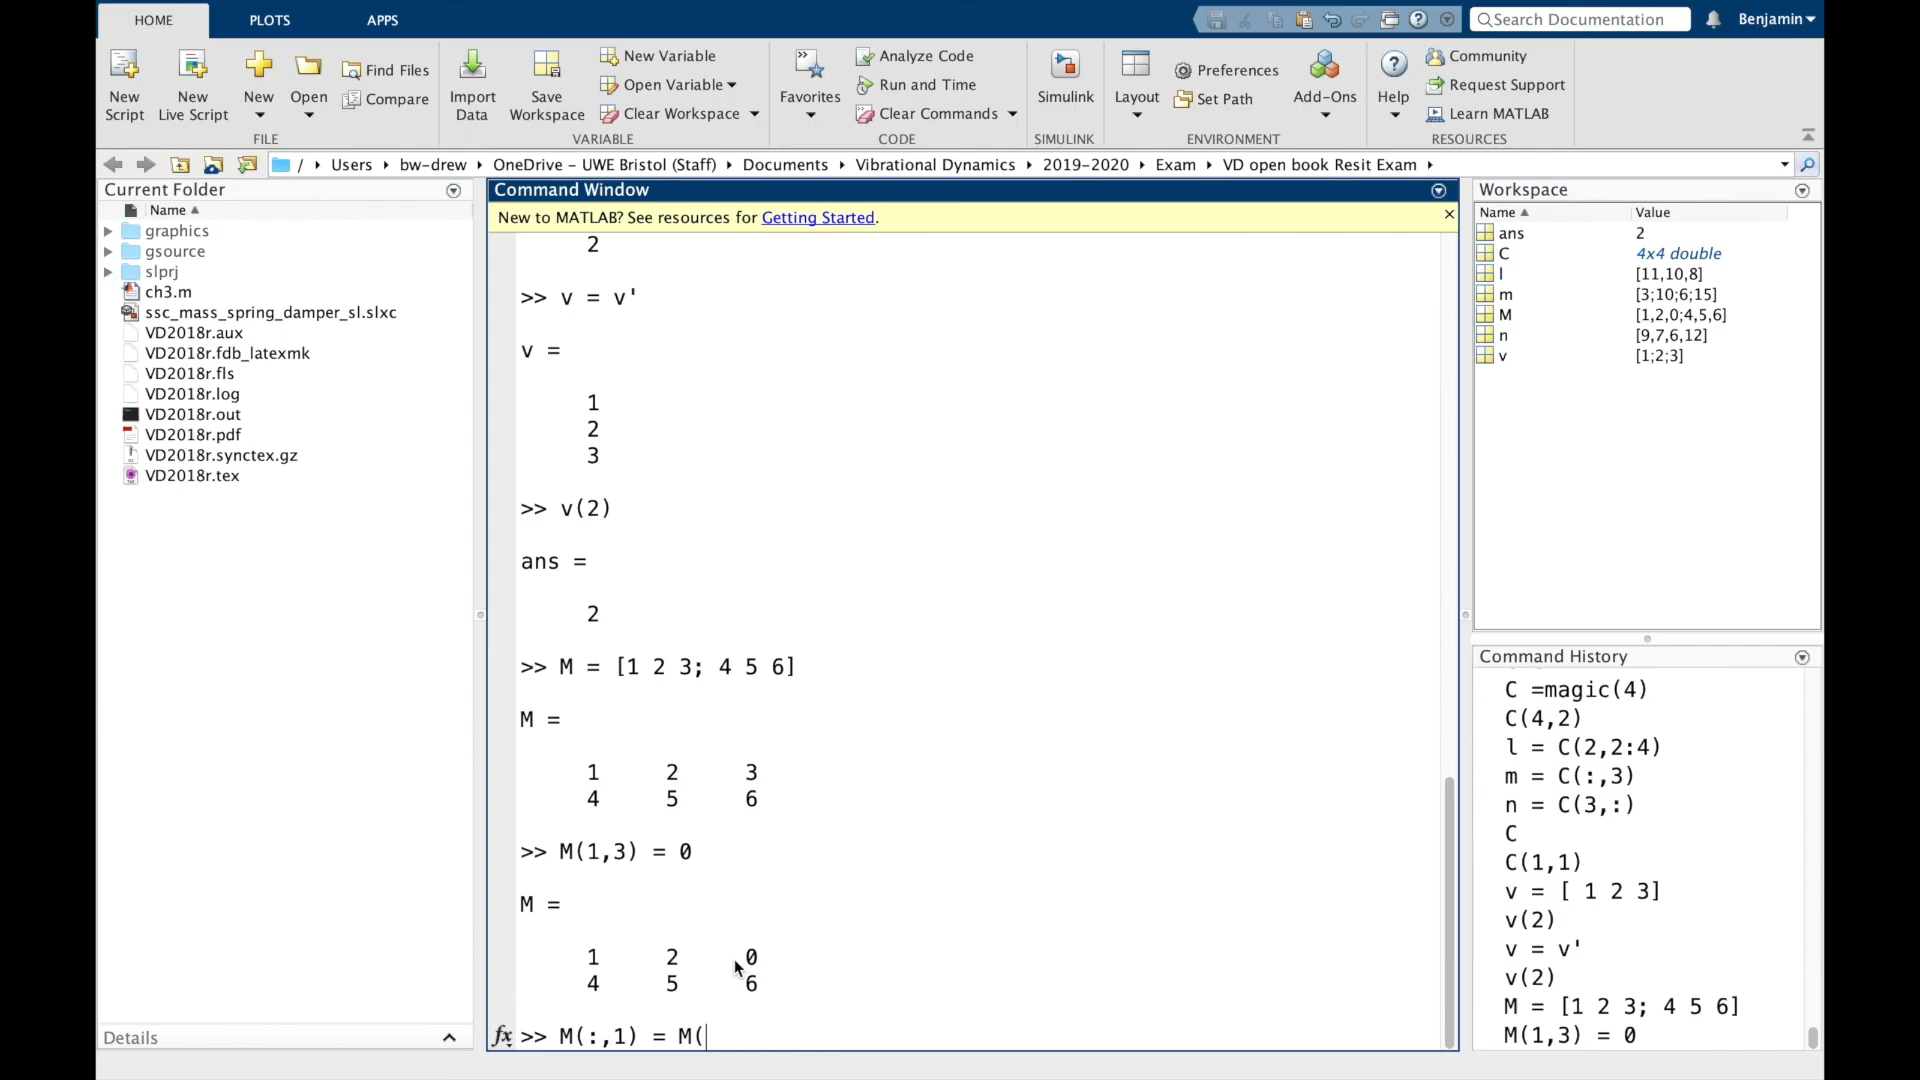 HOME PLOTS APPS
Search Documentation
Benjamin
New Script
New Live Script
New
Open
Find Files
Compare
FILE
Import Data
Save Workspace
New Variable
Open Variable
Clear Workspace
VARIABLE
Favorites
Analyze Code
Run and Time
Clear Commands
CODE
Simulink
SIMULINK
Layout
Preferences
Set Path
Add-Ons
ENVIRONMENT
Help
Community
Request Support
Learn MATLAB
RESOURCES
/ Users bw-drew OneDrive - UWE Bristol (Staff) Documents Vibrational Dynamics 2019-2020 Exam VD open book Resit Exam
Current Folder
Name
graphics
gsource
slprj
ch3.m
ssc_mass_spring_damper_sl.slxc
VD2018r.aux
VD2018r.fdb_latexmk
VD2018r.fls
VD2018r.log
VD2018r.out
VD2018r.pdf
VD2018r.synctex.gz
VD2018r.tex
Details
Command Window
New to MATLAB? See resources for Getting Started.
2
>> v = v'
v =
1
2
3
>> v(2)
ans =
2
>> M = [1 2 3; 4 5 6]
M =
1 2 3
4 5 6
>> M(1,3) = 0
M =
1 2 0
4 5 6
fx >> M(:,1) = M(
Workspace
Name Value
ans 2
C 4x4 double
l [11,10,8]
m [3;10;6;15]
M [1,2,0;4,5,6]
n [9,7,6,12]
v [1;2;3]
Command History
C =magic(4)
C(4,2)
l = C(2,2:4)
m = C(:,3)
n = C(3,:)
C
C(1,1)
v = [ 1 2 3]
v(2)
v = v'
v(2)
M = [1 2 3; 4 5 6]
M(1,3) = 0